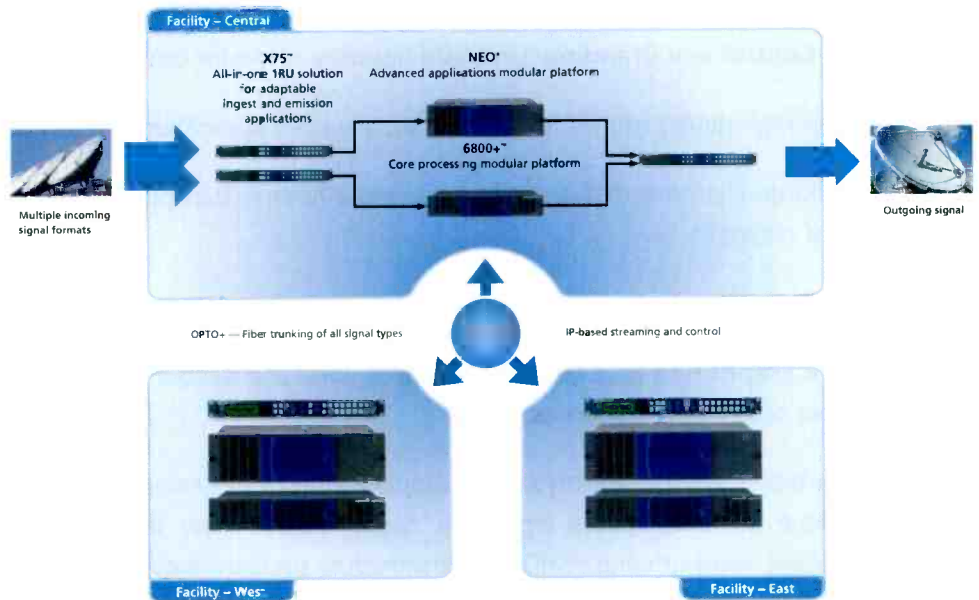 Facility – Central
X75™
All-in-one 1RU solution
for adaptable
ingest and emission
applications
NEO®
Advanced applications modular platform
6800+™
Core processing modular platform
Multiple incoming
signal formats
Outgoing signal
OPTO+ — Fiber trunking of all signal types
IP-based streaming and control
Facility – West
Facility – East